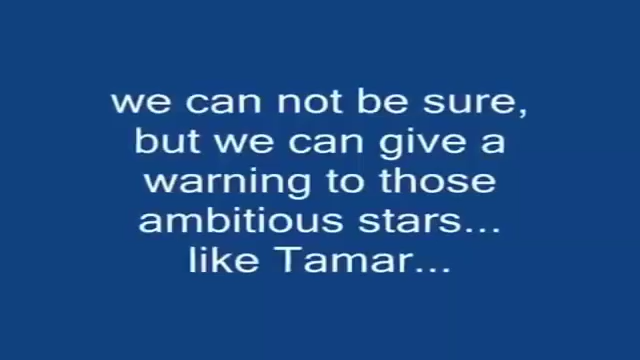 we can not be sure,
but we can give a
warning to those
ambitious stars...
like Tamar...